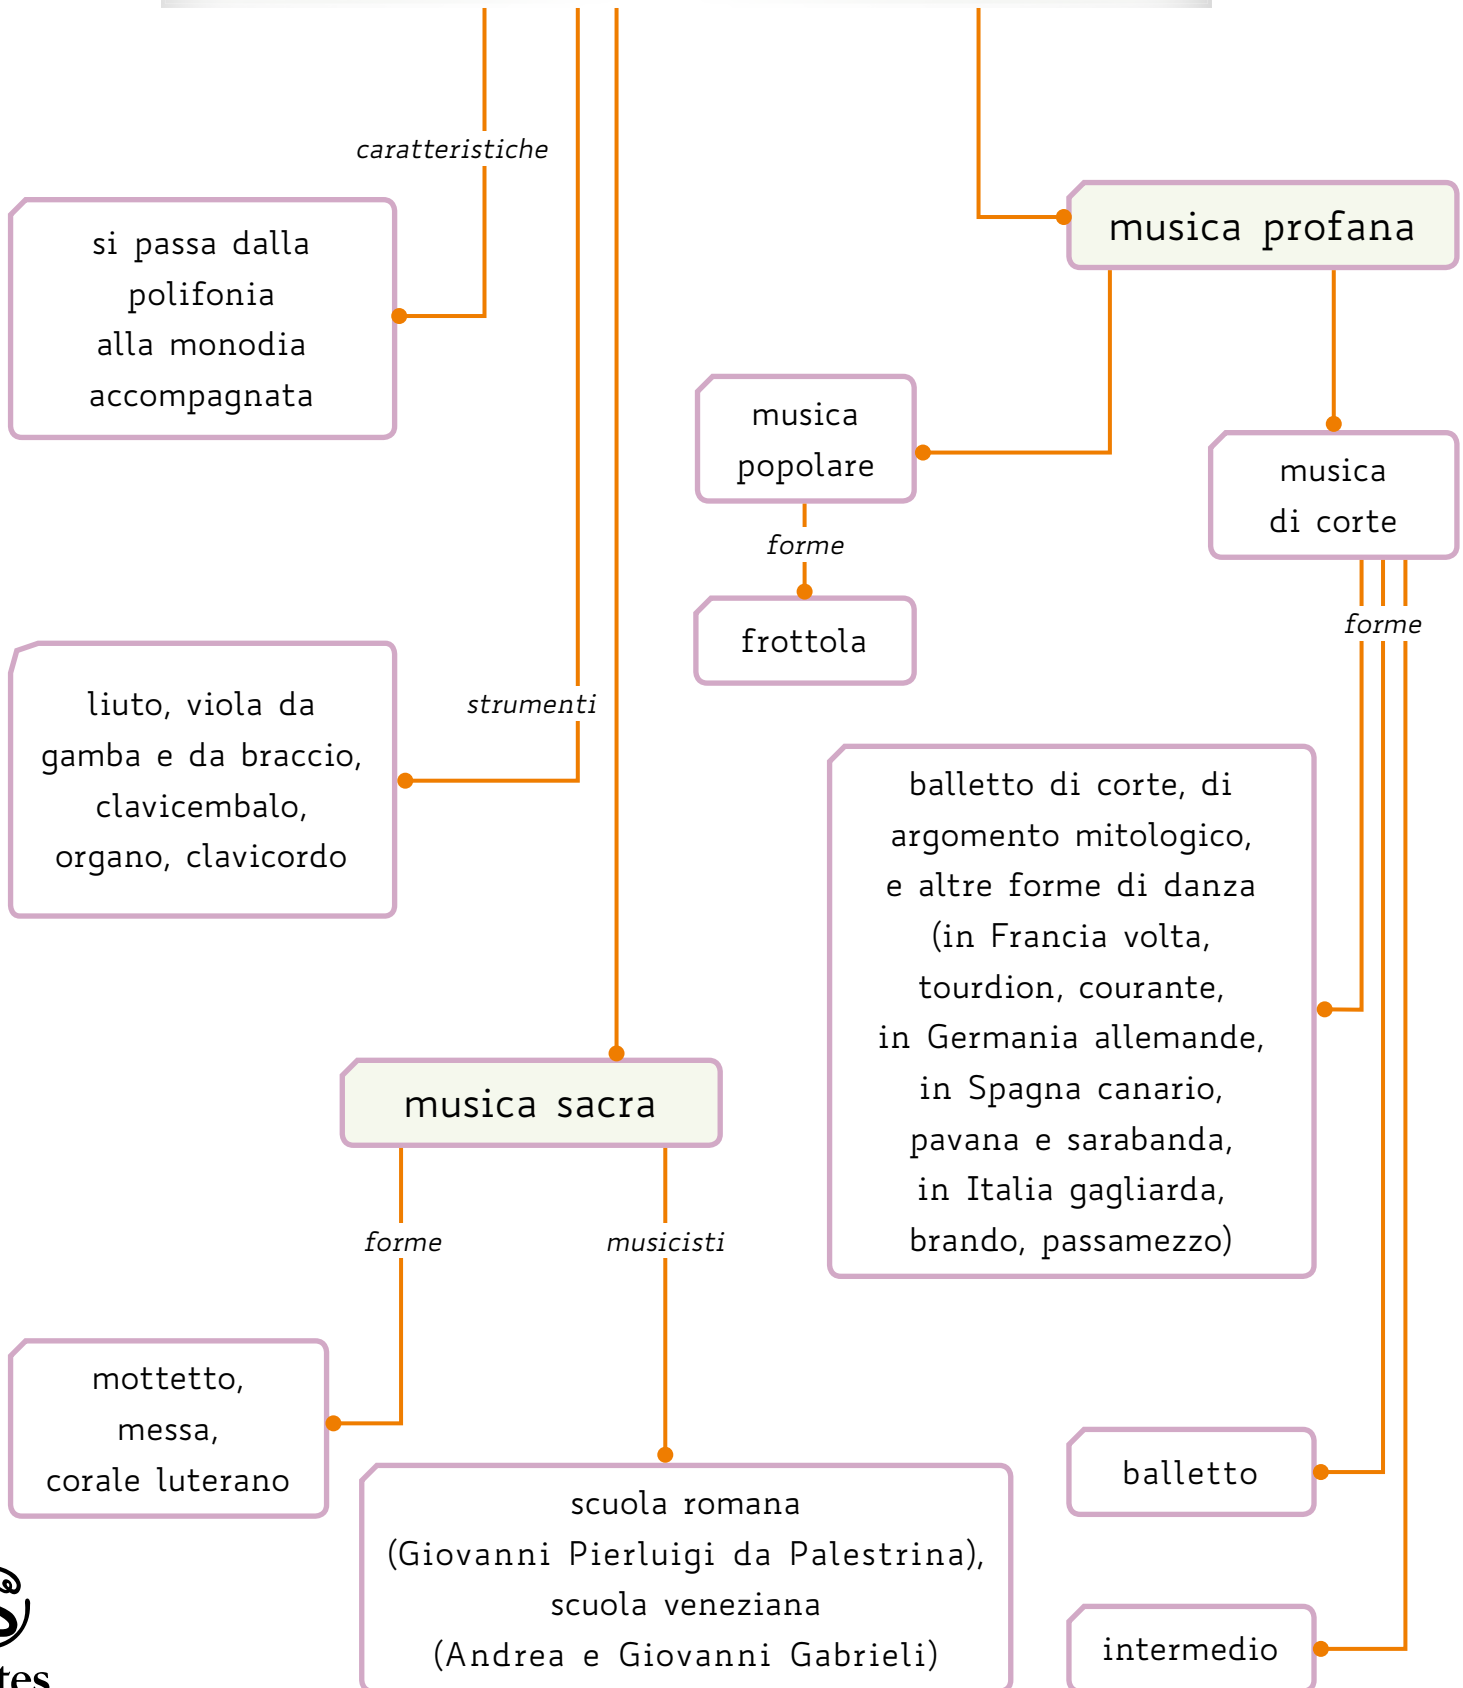 caratteristiche
si passa dalla
polifonia
alla monodia
accompagnata
musica profana
musica
popolare
forme
frottola
musica
di corte
forme
strumenti
liuto, viola da
gamba e da braccio,
clavicembalo,
organo, clavicordo
balletto di corte, di
argomento mitologico,
e altre forme di danza
(in Francia volta,
tourdion, courante,
in Germania allemande,
in Spagna canario,
pavana e sarabanda,
in Italia gagliarda,
brando, passamezzo)
musica sacra
forme
musicisti
mottetto,
messa,
corale luterano
scuola romana
(Giovanni Pierluigi da Palestrina),
scuola veneziana
(Andrea e Giovanni Gabrieli)
balletto
intermedio